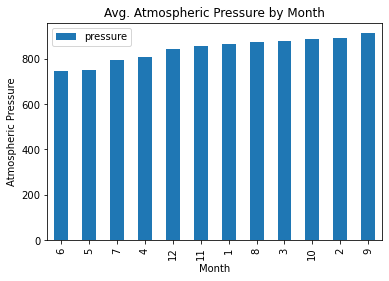 Avg. Atmospheric Pressure by Month
pressure
Atmospheric Pressure
800
600
400
200
0
6 5 7 4 12 11 1 8 3 10 2 9
Month